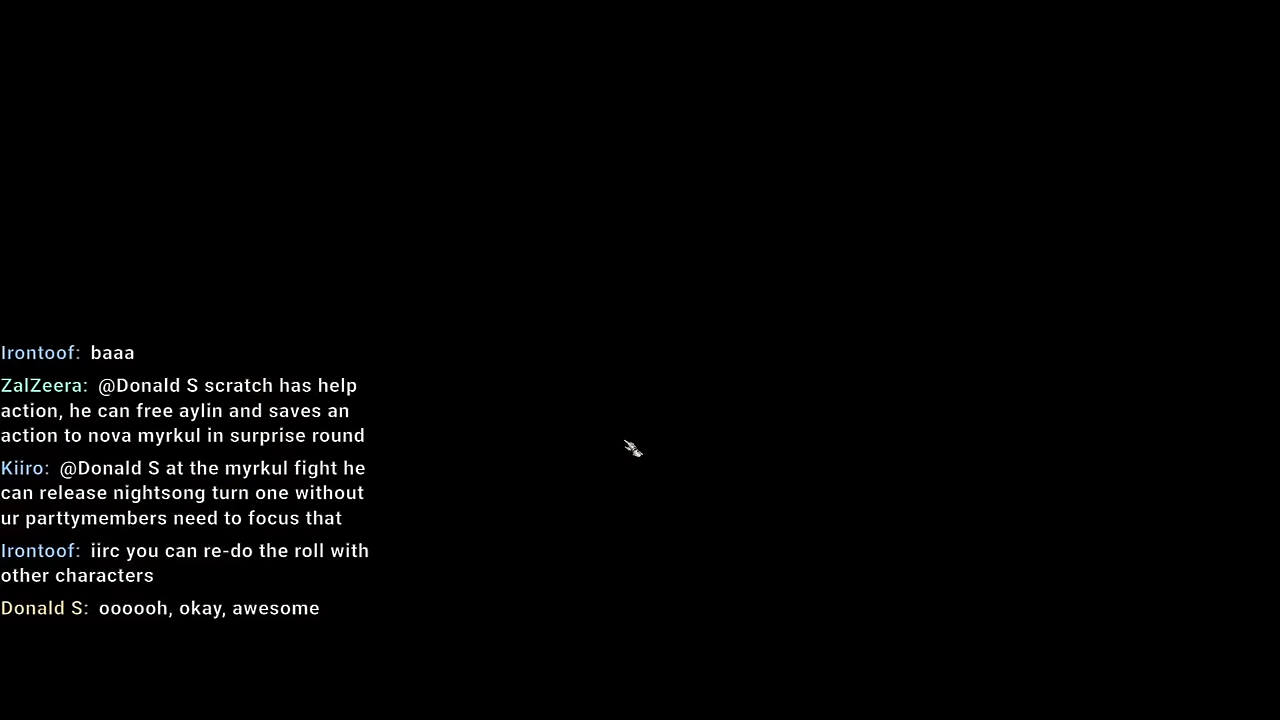 Irontoof: baaa
ZalZeera: @Donald S scratch has help
action, he can free aylin and saves an
action to nova myrkul in surprise round
Kiiro: @Donald S at the myrkul fight he
can release nightsong turn one without
ur parttymembers need to focus that
Irontoof: iirc you can re-do the roll with
other characters
Donald S: oooooh, okay, awesome